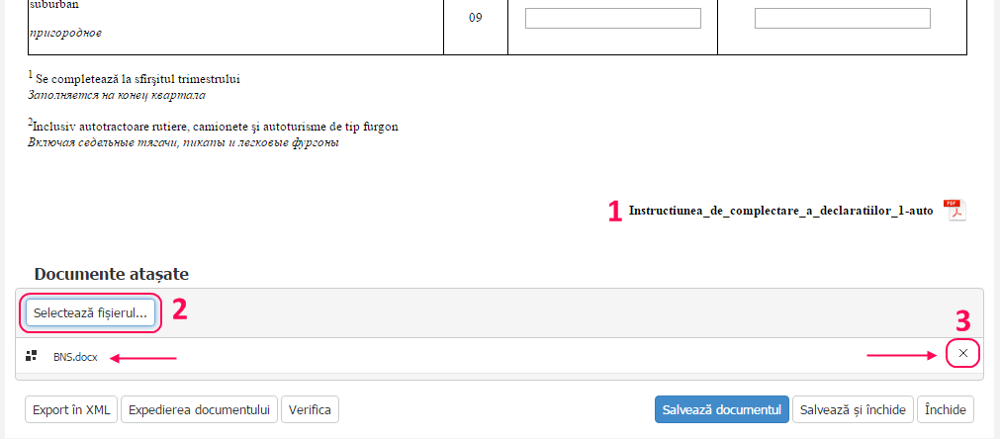 suburban
09
пригородное
1 Se completează la sfîrşitul trimestrului
Заполняется на конец квартала
2Inclusiv autotractoare rutiere, camionete şi autoturisme de tip furgon
Включая седельные тягачи, пикапы и легковые фургоны
1 Instructiunea_de_complectare_a_declaratiilor_1-auto PDF
Documente atașate
Selectează fișierul... 2
3
BNS.docx
Export în XML Expedierea documentului Verifica Salvează documentul Salvează și închide Închide